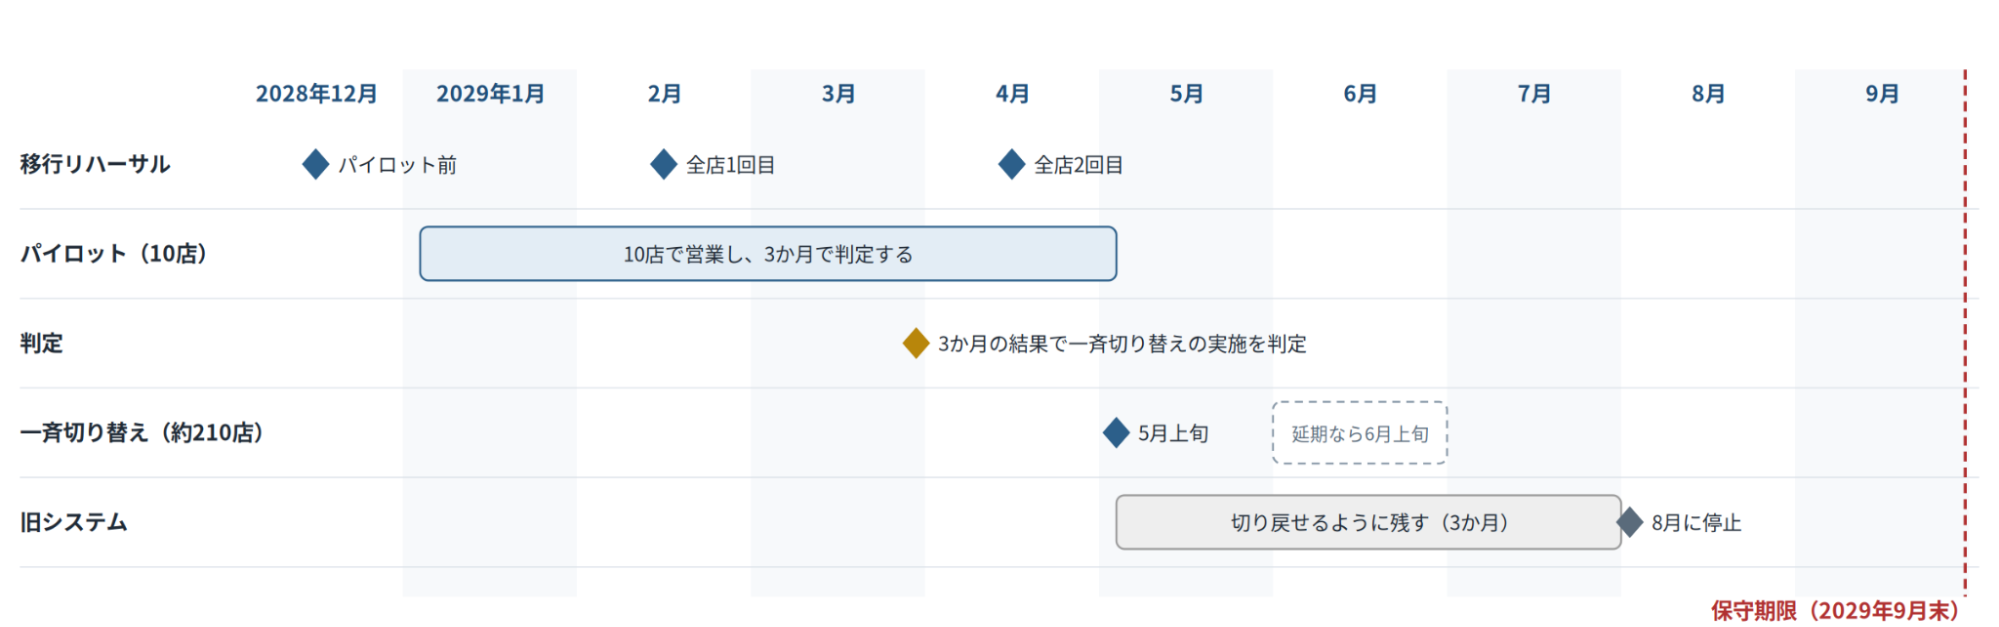 2028年12月
2029年1月
2月
3月
4月
5月
6月
7月
8月
9月
移行リハーサル
パイロット前
全店1回目
全店2回目
パイロット（10店）
10店で営業し、3か月で判定する
判定
3か月の結果で一斉切り替えの実施を判定
一斉切り替え（約210店）
5月上旬
延期なら6月上旬
旧システム
切り戻せるように残す（3か月）
8月に停止
保守期限（2029年9月末）